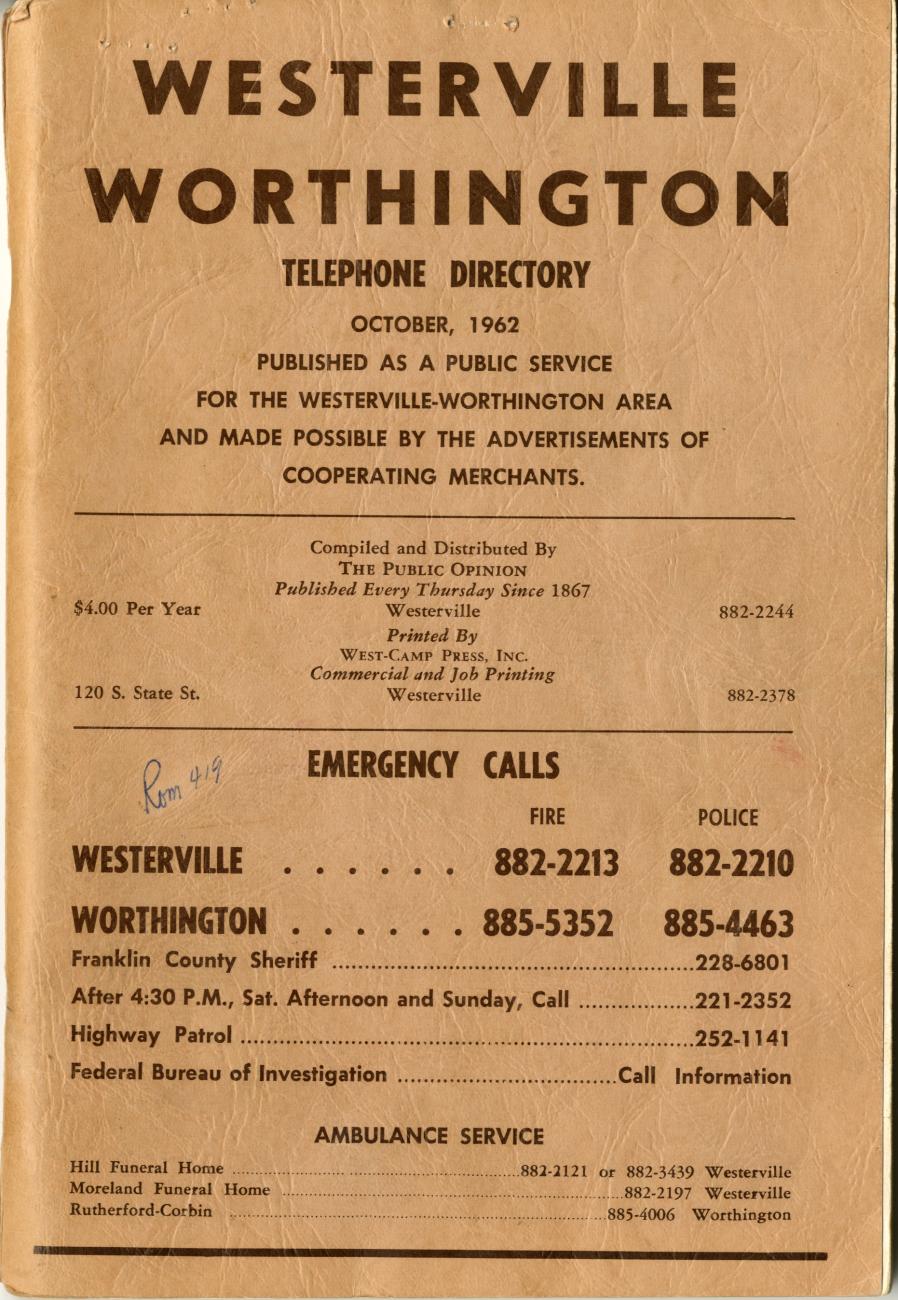 WESTERVILLE
WORTHINGTON
TELEPHONE DIRECTORY
OCTOBER, 1962
PUBLISHED AS A PUBLIC SERVICE
FOR THE WESTERVILLE-WORTHINGTON AREA
AND MADE POSSIBLE BY THE ADVERTISEMENTS OF
COOPERATING MERCHANTS.
Compiled and Distributed By
THE PUBLIC OPINION
Published Every Thursday Since 1867
$4.00 Per Year Westerville 882-2244
Printed By
WEST-CAMP PRESS, INC.
Commercial and Job Printing
120 S. State St. Westerville 882-2378
EMERGENCY CALLS
Rom 419
FIRE POLICE
WESTERVILLE . . . . . . 882-2213 882-2210
WORTHINGTON . . . . . . 885-5352 885-4463
Franklin County Sheriff ..........228-6801
After 4:30 P.M., Sat. Afternoon and Sunday, Call ..........221-2352
Highway Patrol ..........252-1141
Federal Bureau of Investigation ..........Call Information
AMBULANCE SERVICE
Hill Funeral Home ..........882-2121 or 882-3439 Westerville
Moreland Funeral Home ..........882-2197 Westerville
Rutherford-Corbin ..........885-4006 Worthington